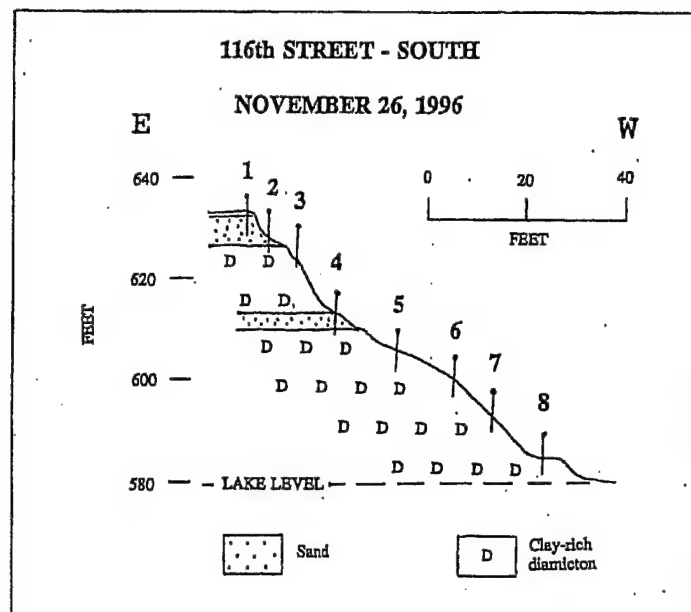 116th STREET - SOUTH
NOVEMBER 26, 1996
E W
640
1 2 3
0 20 40
FEET
D D
620
4
D D
5
FEET
D D D
6
7
600
D D D D
8
D D D D
D D D D
580 LAKE LEVEL
Sand
D
Clay-rich
diamicton